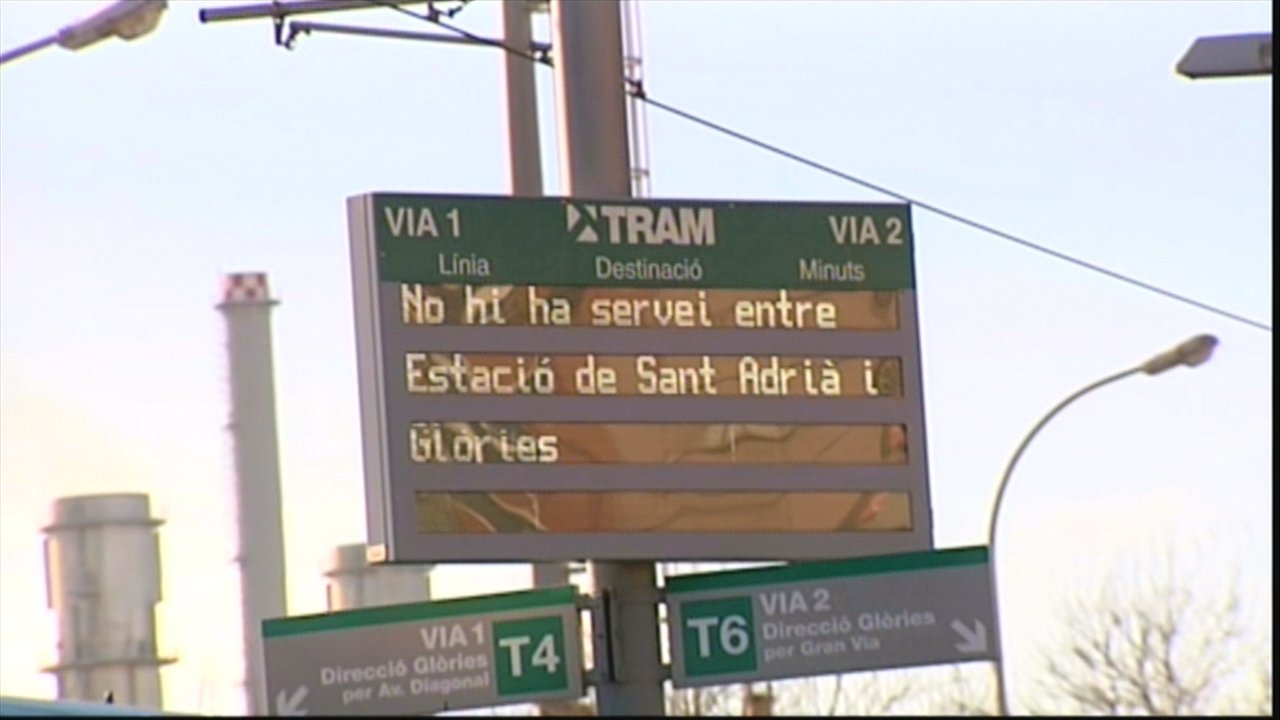 VIA 1 TRAM VIA 2
Línia Destinació Minuts
No hi ha servei entre
Estació de Sant Adrià i
Glòries
VIA 1
Direcció Glòries
per Av. Diagonal
T4
T6
VIA 2
Direcció Glòries
per Gran Via